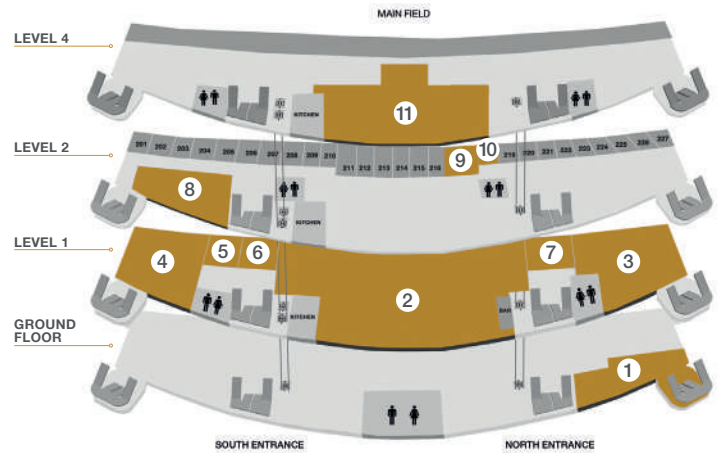 MAIN FIELD
LEVEL 4
KITCHEN
11
LEVEL 2
201 202 203 204 205 206 207 208 209 210
211 212 213 214 215 216
9
10
219 220 221 222 223 224 225 226 227
8
KITCHEN
LEVEL 1
4
5
6
2
7
3
KITCHEN
BAR
GROUND
FLOOR
1
SOUTH ENTRANCE
NORTH ENTRANCE